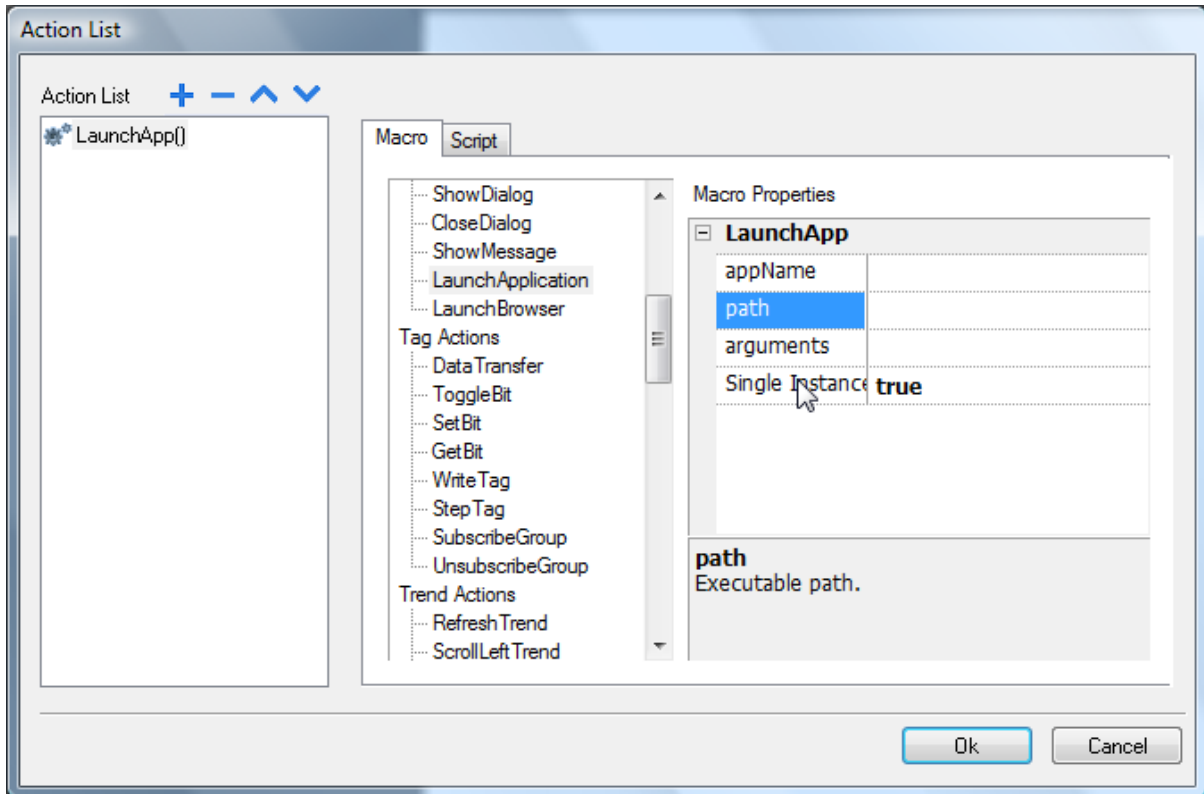 Action List
Action List
LaunchApp()
Macro
Script
ShowDialog
CloseDialog
ShowMessage
LaunchApplication
LaunchBrowser
Tag Actions
DataTransfer
ToggleBit
SetBit
GetBit
WriteTag
StepTag
SubscribeGroup
UnsubscribeGroup
Trend Actions
RefreshTrend
ScrollLeftTrend
Macro Properties
LaunchApp
appName
path
arguments
Single Instance true
path
Executable path.
Ok
Cancel